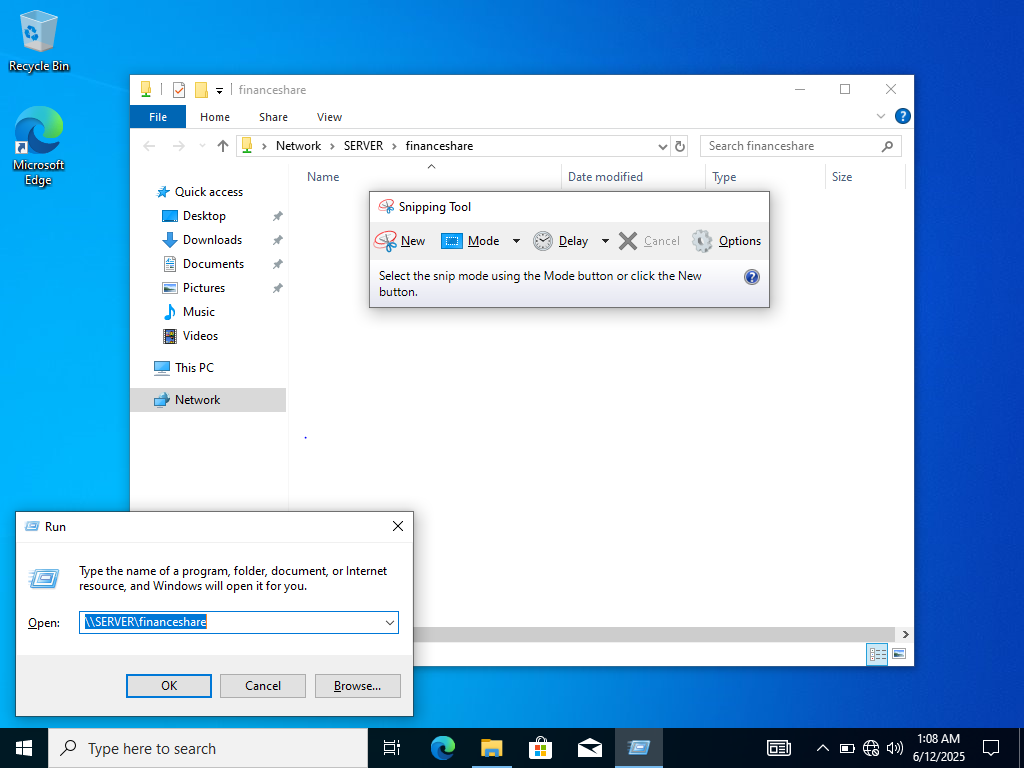 Recycle Bin
Microsoft
Edge
financeshare
File
Home
Share
View
Network
SERVER
financeshare
Search financeshare
Name
Date modified
Type
Size
Quick access
Desktop
Downloads
Documents
Pictures
Music
Videos
This PC
Network
Snipping Tool
New
Mode
Delay
Cancel
Options
Select the snip mode using the Mode button or click the New
button.
Run
Type the name of a program, folder, document, or Internet
resource, and Windows will open it for you.
Open:
\\SERVER\financeshare
OK
Cancel
Browse...
Type here to search
1:08 AM
6/12/2025